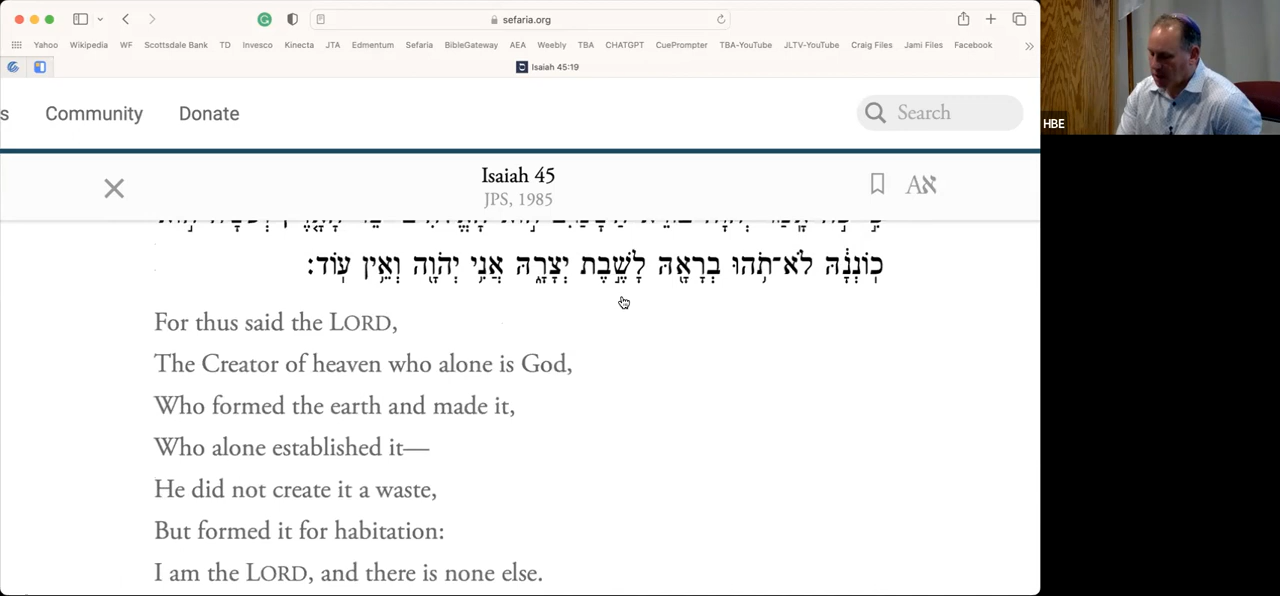 sefaria.org
Yahoo Wikipedia WF Scottsdale Bank TD Invesco Kinecta JTA Edmentum Sefaria BibleGateway AEA Weebly TBA CHATGPT CuePrompter TBA-YouTube JLTV-YouTube Craig Files Jami Files Facebook
Isaiah 45:19
s Community Donate Search
Isaiah 45
JPS, 1985
Aא
כֽוֹנְנָ֔הּ לֹא־תֹ֥הוּ בְרָאָ֖הּ לָשֶׁ֣בֶת יְצָרָ֑הּ אֲנִ֥י יְהֹוָ֖ה וְאֵ֥ין עֽוֹד׃
For thus said the LORD,
The Creator of heaven who alone is God,
Who formed the earth and made it,
Who alone established it—
He did not create it a waste,
But formed it for habitation:
I am the LORD, and there is none else.
HBE